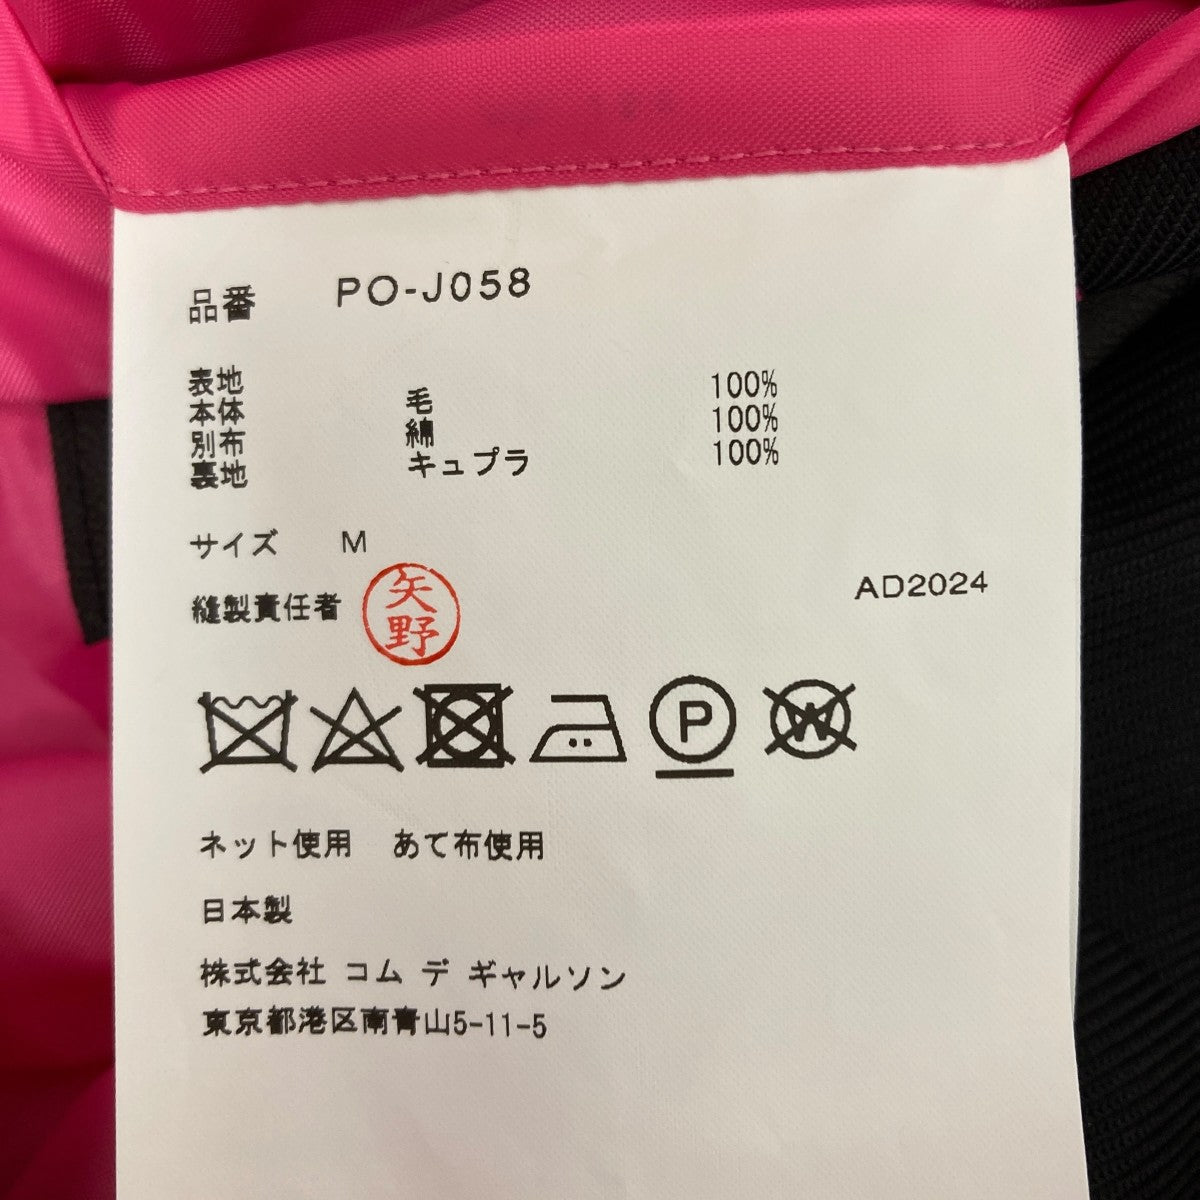 品番 PO-J058
表地
本体 毛 100%
別布 綿 100%
裏地 キュプラ 100%
サイズ M
縫製責任者 矢野
AD2024
P W
ネット使用 あて布使用
日本製
株式会社 コム デ ギャルソン
東京都港区南青山5-11-5